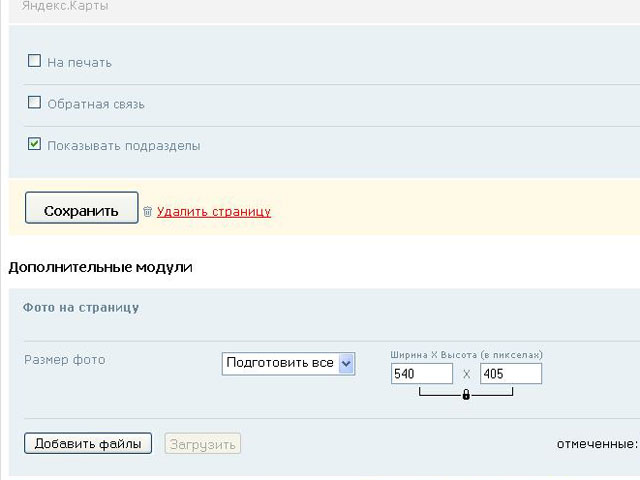 Яндекс.Карты
На печать
Обратная связь
Показывать подразделы
Сохранить Удалить страницу
Дополнительные модули
Фото на страницу
Ширина X Высота (в пикселах)
Размер фото Подготовить все 540 X 405
Добавить файлы Загрузить отмеченные: